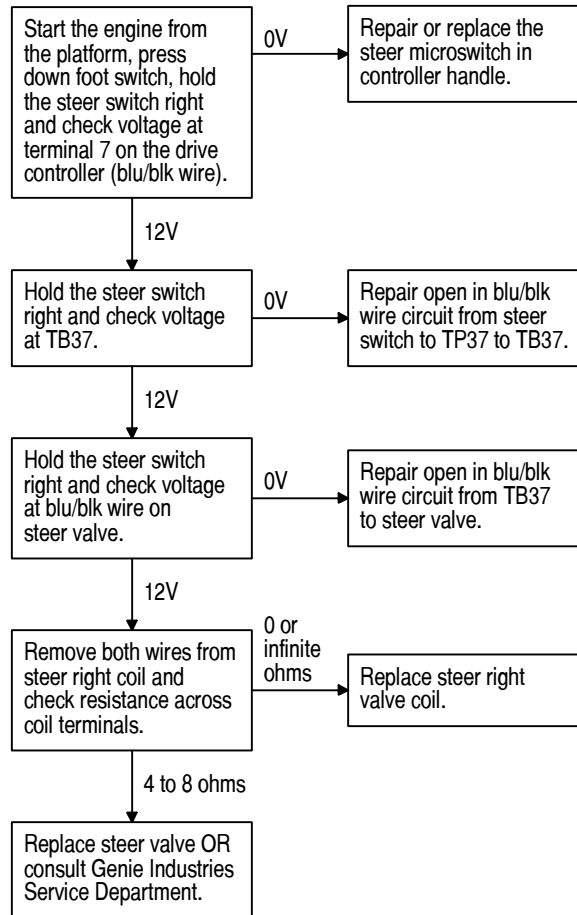 Start the engine from
the platform, press
down foot switch, hold
the steer switch right
and check voltage at
terminal 7 on the drive
controller (blu/blk wire).
0V
Repair or replace the
steer microswitch in
controller handle.
12V
Hold the steer switch
right and check voltage
at TB37.
0V
Repair open in blu/blk
wire circuit from steer
switch to TP37 to TB37.
12V
Hold the steer switch
right and check voltage
at blu/blk wire on
steer valve.
0V
Repair open in blu/blk
wire circuit from TB37
to steer valve.
12V
Remove both wires from
steer right coil and
check resistance across
coil terminals.
0 or
infinite
ohms
Replace steer right
valve coil.
4 to 8 ohms
Replace steer valve OR
consult Genie Industries
Service Department.